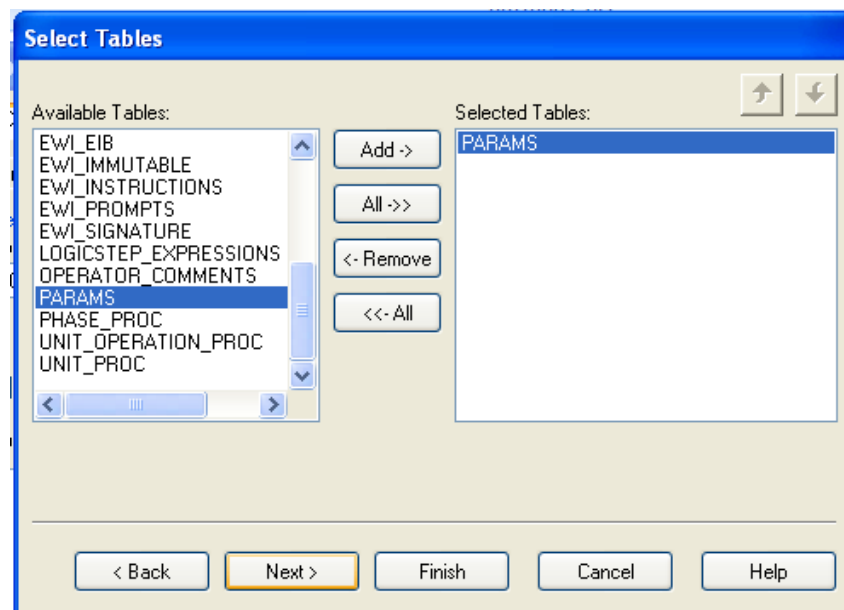 Select Tables
Available Tables:
Selected Tables:
EWI_EIB
EWI_IMMUTABLE
EWI_INSTRUCTIONS
EWI_PROMPTS
EWI_SIGNATURE
LOGICSTEP_EXPRESSIONS
OPERATOR_COMMENTS
PARAMS
PHASE_PROC
UNIT_OPERATION_PROC
UNIT_PROC
Add ->
All ->>
<- Remove
<<- All
PARAMS
< Back
Next >
Finish
Cancel
Help